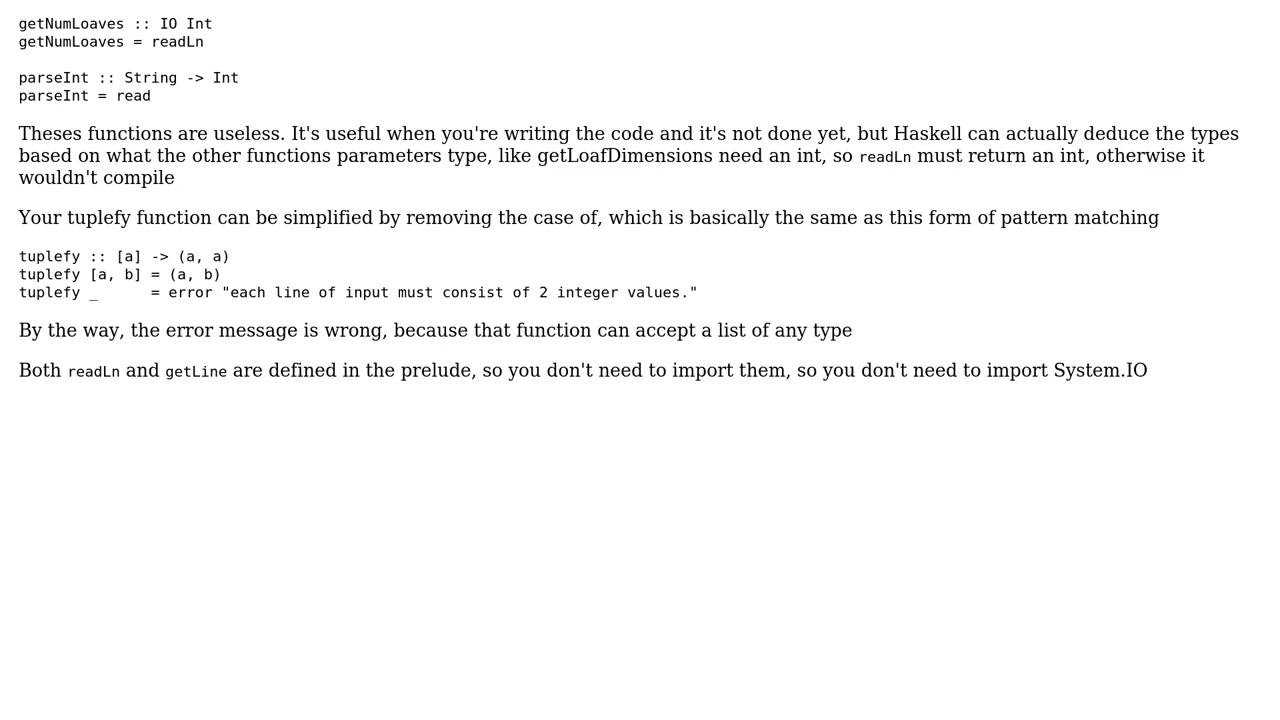 getNumLoaves :: IO Int
getNumLoaves = readLn

parseInt :: String -> Int
parseInt = read

Theses functions are useless. It's useful when you're writing the code and it's not done yet, but Haskell can actually deduce the types
based on what the other functions parameters type, like getLoafDimensions need an int, so readLn must return an int, otherwise it
wouldn't compile

Your tuplefy function can be simplified by removing the case of, which is basically the same as this form of pattern matching

tuplefy :: [a] -> (a, a)
tuplefy [a, b] = (a, b)
tuplefy _      = error "each line of input must consist of 2 integer values."

By the way, the error message is wrong, because that function can accept a list of any type

Both readLn and getLine are defined in the prelude, so you don't need to import them, so you don't need to import System.IO